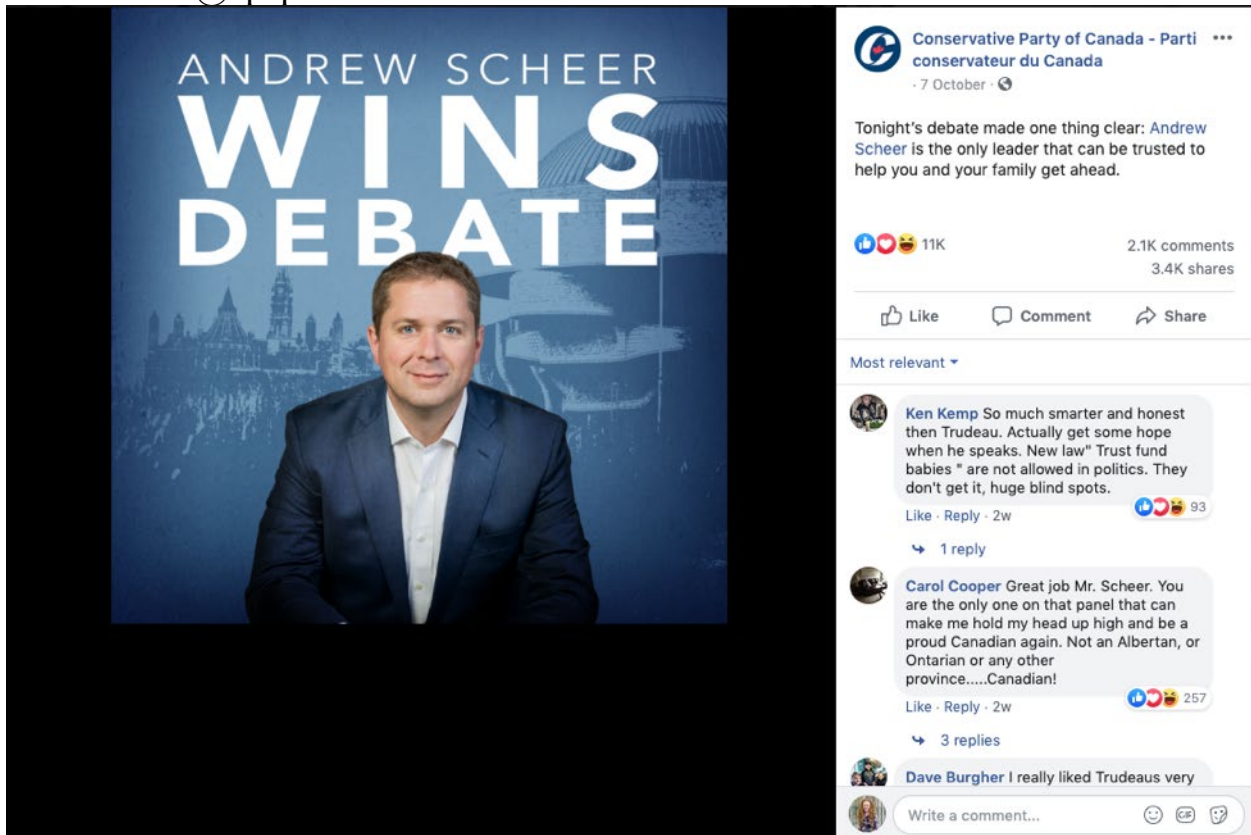 ANDREW SCHEER
WINS
DEBATE
Conservative Party of Canada - Parti
conservateur du Canada
· 7 October ·
Tonight's debate made one thing clear: Andrew
Scheer is the only leader that can be trusted to
help you and your family get ahead.
11K
2.1K comments
3.4K shares
Like Comment Share
Most relevant
Ken Kemp So much smarter and honest
then Trudeau. Actually get some hope
when he speaks. New law" Trust fund
babies " are not allowed in politics. They
don't get it, huge blind spots.
93
Like · Reply · 2w
1 reply
Carol Cooper Great job Mr. Scheer. You
are the only one on that panel that can
make me hold my head up high and be a
proud Canadian again. Not an Albertan, or
Ontarian or any other
province.....Canadian!
257
Like · Reply · 2w
3 replies
Dave Burgher I really liked Trudeaus very
Write a comment...
GIF